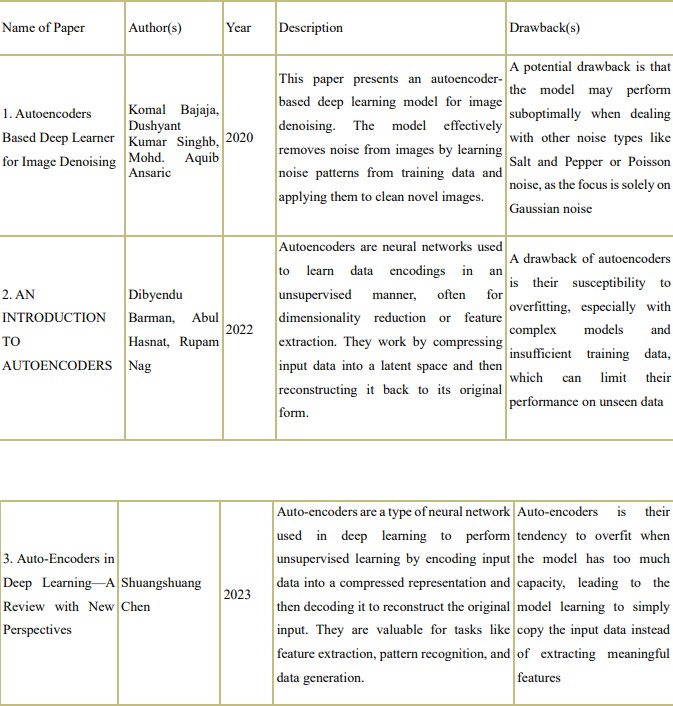 Name of Paper
Author(s)
Year
Description
Drawback(s)
1. Autoencoders
Based Deep Learner
for Image Denoising
Komal Bajaja,
Dushyant
Kumar Singhb,
Mohd. Aquib
Ansaric
2020
This paper presents an autoencoder-
based deep learning model for image
denoising. The model effectively
removes noise from images by learning
noise patterns from training data and
applying them to clean novel images.
A potential drawback is that
the model may perform
suboptimally when dealing
with other noise types like
Salt and Pepper or Poisson
noise, as the focus is solely on
Gaussian noise
2. AN
INTRODUCTION
TO
AUTOENCODERS
Dibyendu
Barman, Abul
Hasnat, Rupam
Nag
2022
Autoencoders are neural networks used
to learn data encodings in an
unsupervised manner, often for
dimensionality reduction or feature
extraction. They work by compressing
input data into a latent space and then
reconstructing it back to its original
form.
A drawback of autoencoders
is their susceptibility to
overfitting, especially with
complex models and
insufficient training data,
which can limit their
performance on unseen data
3. Auto-Encoders in
Deep Learning—A
Review with New
Perspectives
Shuangshuang
Chen
2023
Auto-encoders are a type of neural network
used in deep learning to perform
unsupervised learning by encoding input
data into a compressed representation and
then decoding it to reconstruct the original
input. They are valuable for tasks like
feature extraction, pattern recognition, and
data generation.
Auto-encoders is their
tendency to overfit when
the model has too much
capacity, leading to the
model learning to simply
copy the input data instead
of extracting meaningful
features